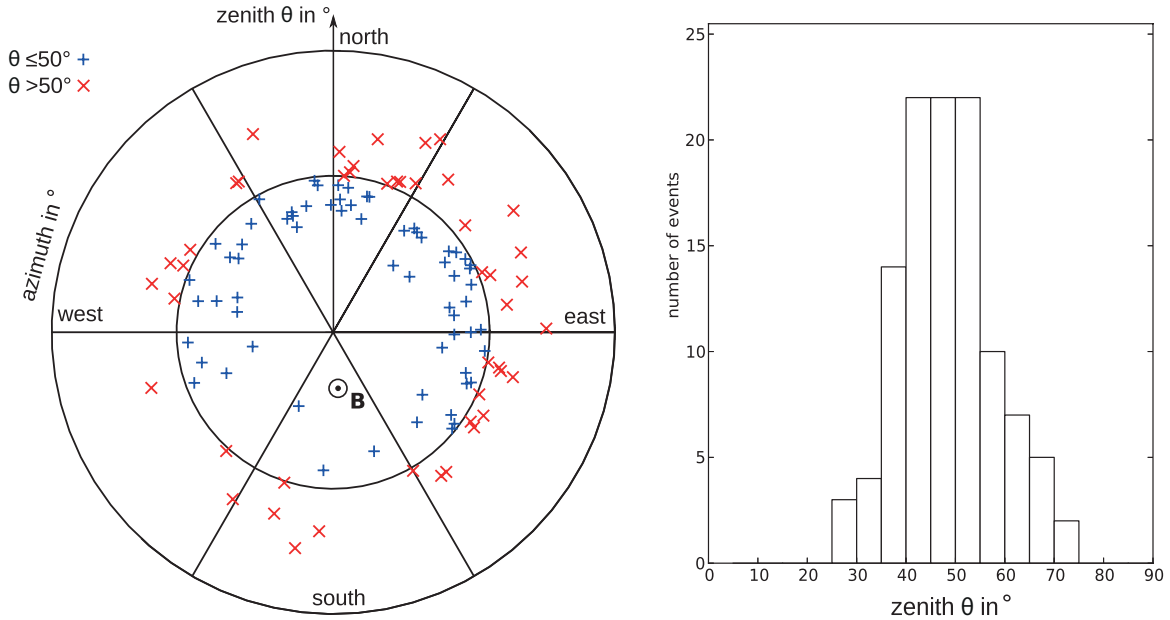 zenith θ in °
north
θ ≤50° +
θ >50° ×
azimuth in °
west
east
B
south
25
20
15
10
5
0
number of events
0 10 20 30 40 50 60 70 80 90
zenith θ in °